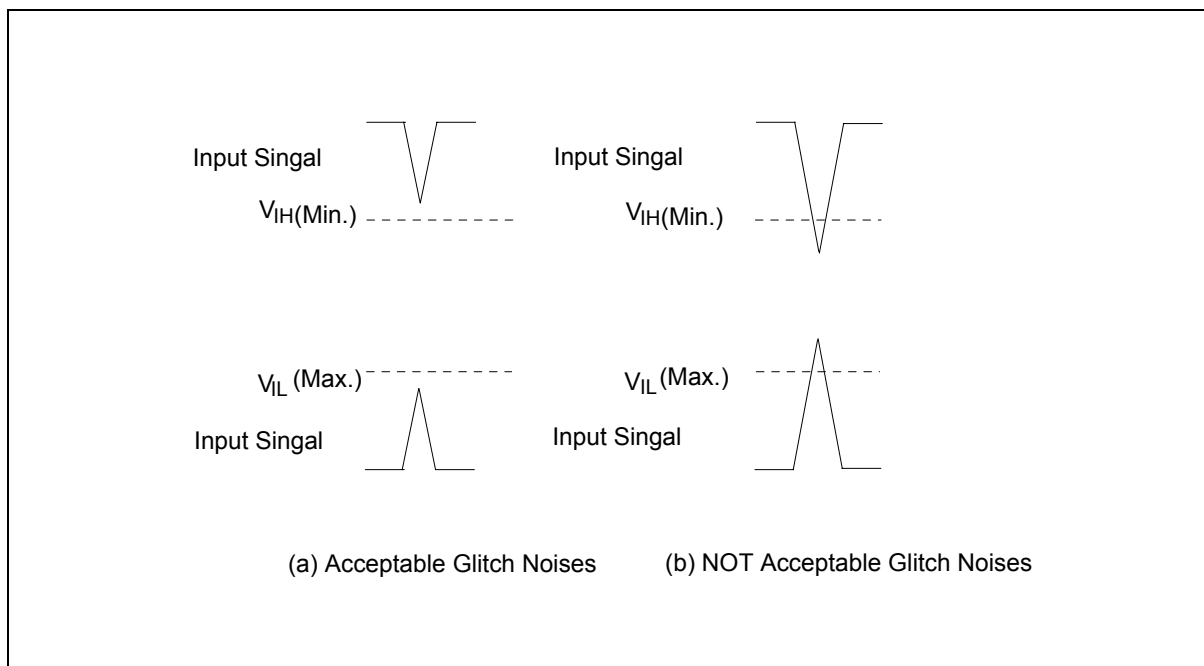 Input Singal
VIH(Min.)
VIL (Max.)
Input Singal
Input Singal
VIH(Min.)
VIL (Max.)
Input Singal
(a) Acceptable Glitch Noises
(b) NOT Acceptable Glitch Noises